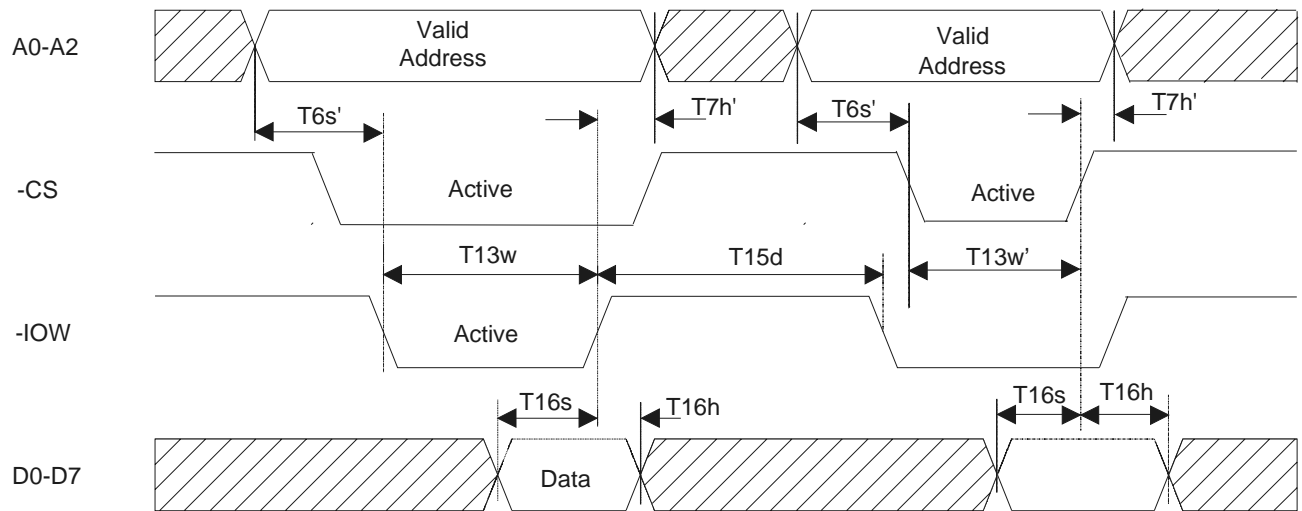 A0-A2
Valid
Address
Valid
Address
T6s'
T7h'
T6s'
T7h'
-CS
Active
Active
T13w
T15d
T13w’
-IOW
Active
T16s
T16h
T16s
T16h
D0-D7
Data